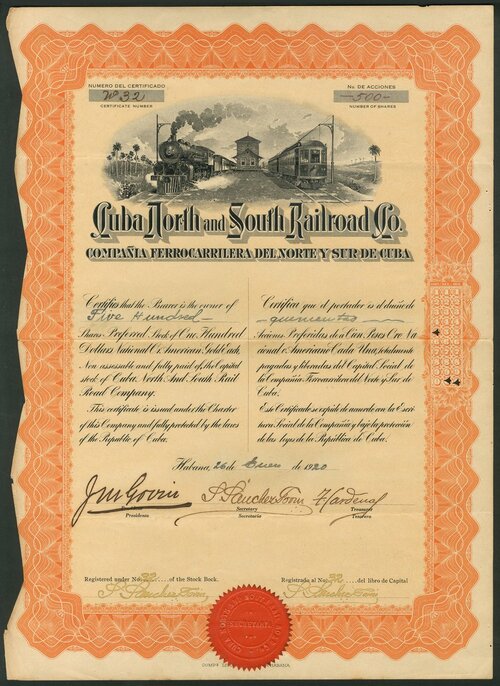 NUMERO DEL CERTIFICADO
Nº 32
CERTIFICATE NUMBER
No. DE ACCIONES
500
NUMBER OF SHARES
Cuba North and South Railroad Co.
COMPAÑIA FERROCARRILERA DEL NORTE Y SUR DE CUBA
Certifies that the Bearer is the owner of
Five Hundred
Shares Preferred Stock of One Hundred
Dollars National Or American Gold Each,
Non assessable and fully paid, of the Capital
stock of Cuba North And South Rail
Road Company.
This certificate is issued under the Charter
of this Company and fully protected by the laws
of the Republic of Cuba.
Certifica que el portador es el dueño de
quinientas
Acciones Preferidas de a Cien Pesos Oro Na
cional o Americano Cada Una, totalmente
pagadas y liberadas del Capital Social de
la Compañia Ferrocarrilera del Norte y Sur de
Cuba.
Este Certificado se expide de acuerdo con la Escri
tura Social de la Compañia y bajo la protección
de las leyes de la República de Cuba.
Habana, 26 de Enero de 1920
Presidente
Secretary
Secretario
Treasurer
Tesorero
Registered under No. 32 of the Stock Book.
Registrado al No. 32 del libro de Capital
SECRETARIA